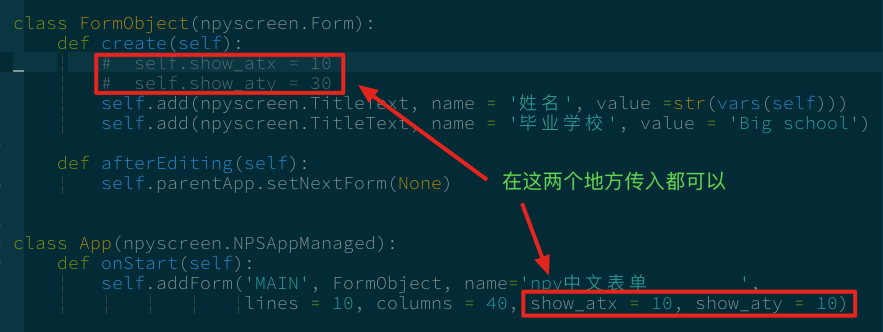 class FormObject(npyscreen.Form):
def create(self):
# self.show_atx = 10
# self.show_aty = 30
self.add(npyscreen.TitleText, name = '姓名', value =str(vars(self)))
self.add(npyscreen.TitleText, name = '毕业学校', value = 'Big school')
def afterEditing(self):
self.parentApp.setNextForm(None)
在这两个地方传入都可以
class App(npyscreen.NPSAppManaged):
def onStart(self):
self.addForm('MAIN', FormObject, name=' npy中文表单 ',
lines = 10, columns = 40, show_atx = 10, show_aty = 10)